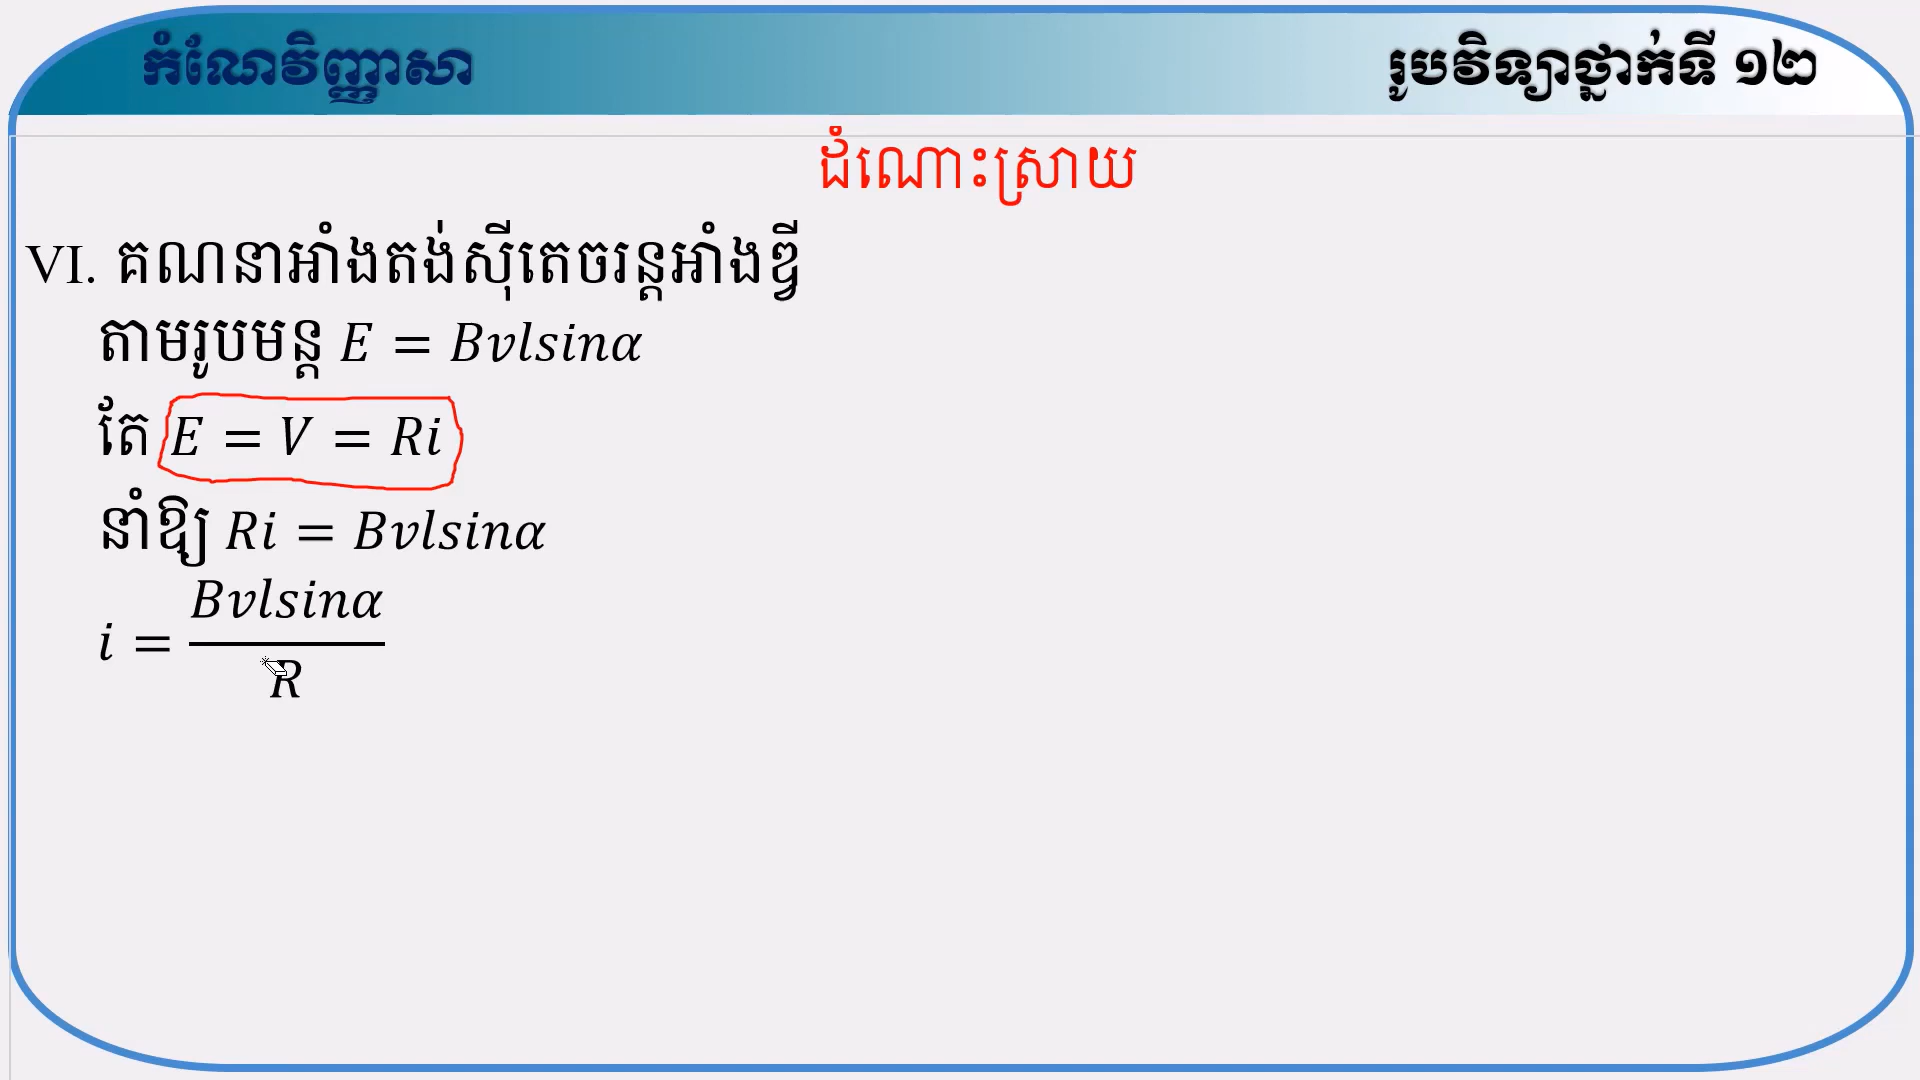 កំណែវិញ្ញាសា
រូបវិទ្យាថ្នាក់ទី ១២
ដំណោះស្រាយ
VI. គណនាអាំងតង់ស៊ីតេចរន្តអាំងឌ្វី
តាមរូបមន្ត E = Bvlsinα
តែ E = V = Ri
នាំឱ្យ Ri = Bvlsinα
i = Bvlsinα / R